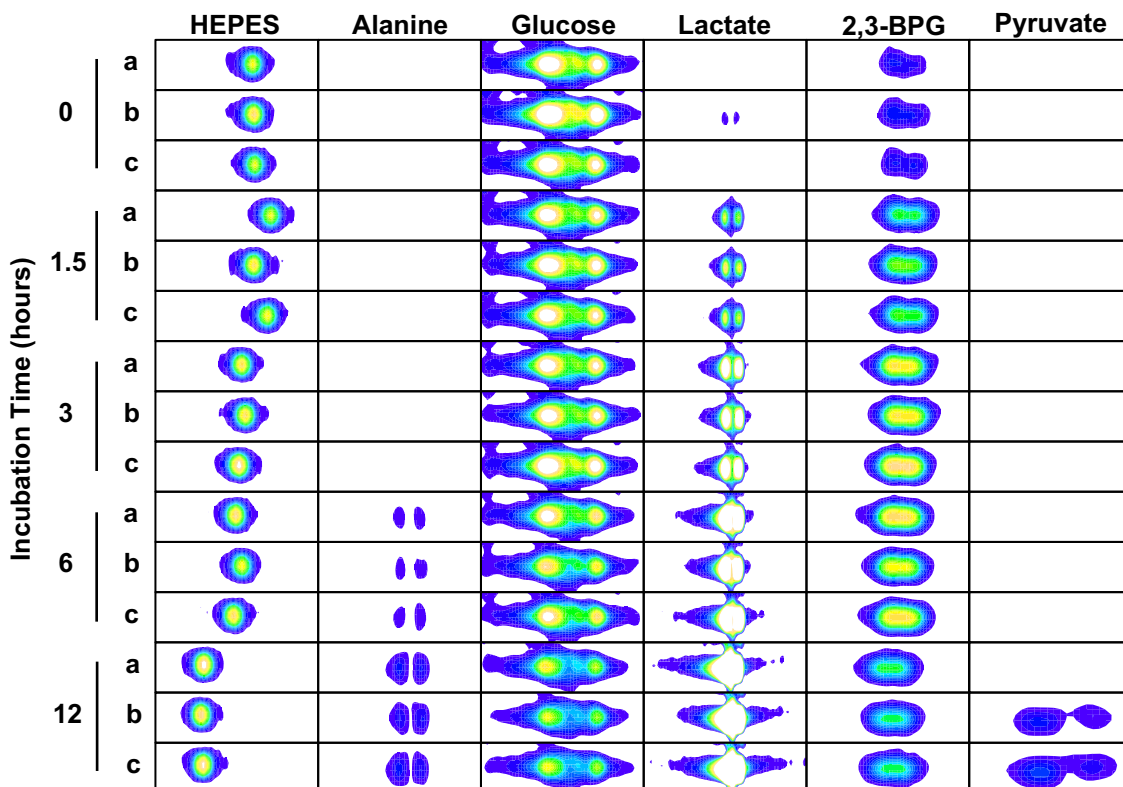 HEPES Alanine Glucose Lactate 2,3-BPG Pyruvate
Incubation Time (hours)
0
a
b
c
1.5
a
b
c
3
a
b
c
6
a
b
c
12
a
b
c